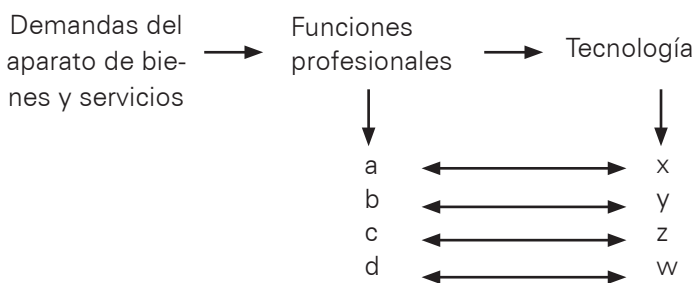 Demandas del
aparato de bie-
nes y servicios
Funciones
profesionales
Tecnología
a
x
b
y
c
z
d
w